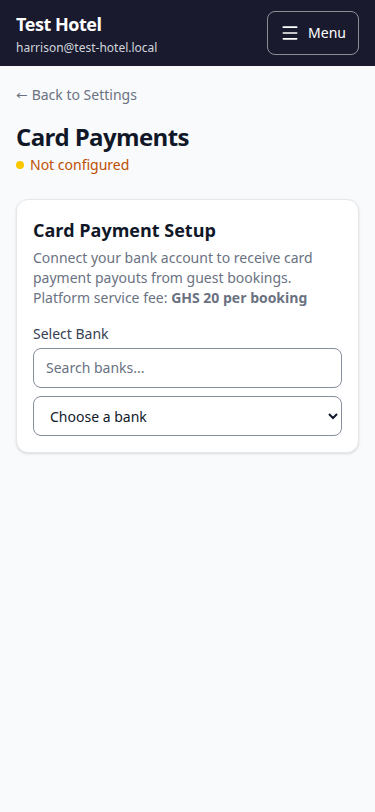 Test Hotel
harrison@test-hotel.local
Menu
← Back to Settings
Card Payments
Not configured
Card Payment Setup
Connect your bank account to receive card
payment payouts from guest bookings.
Platform service fee: GHS 20 per booking
Select Bank
Search banks...
Choose a bank